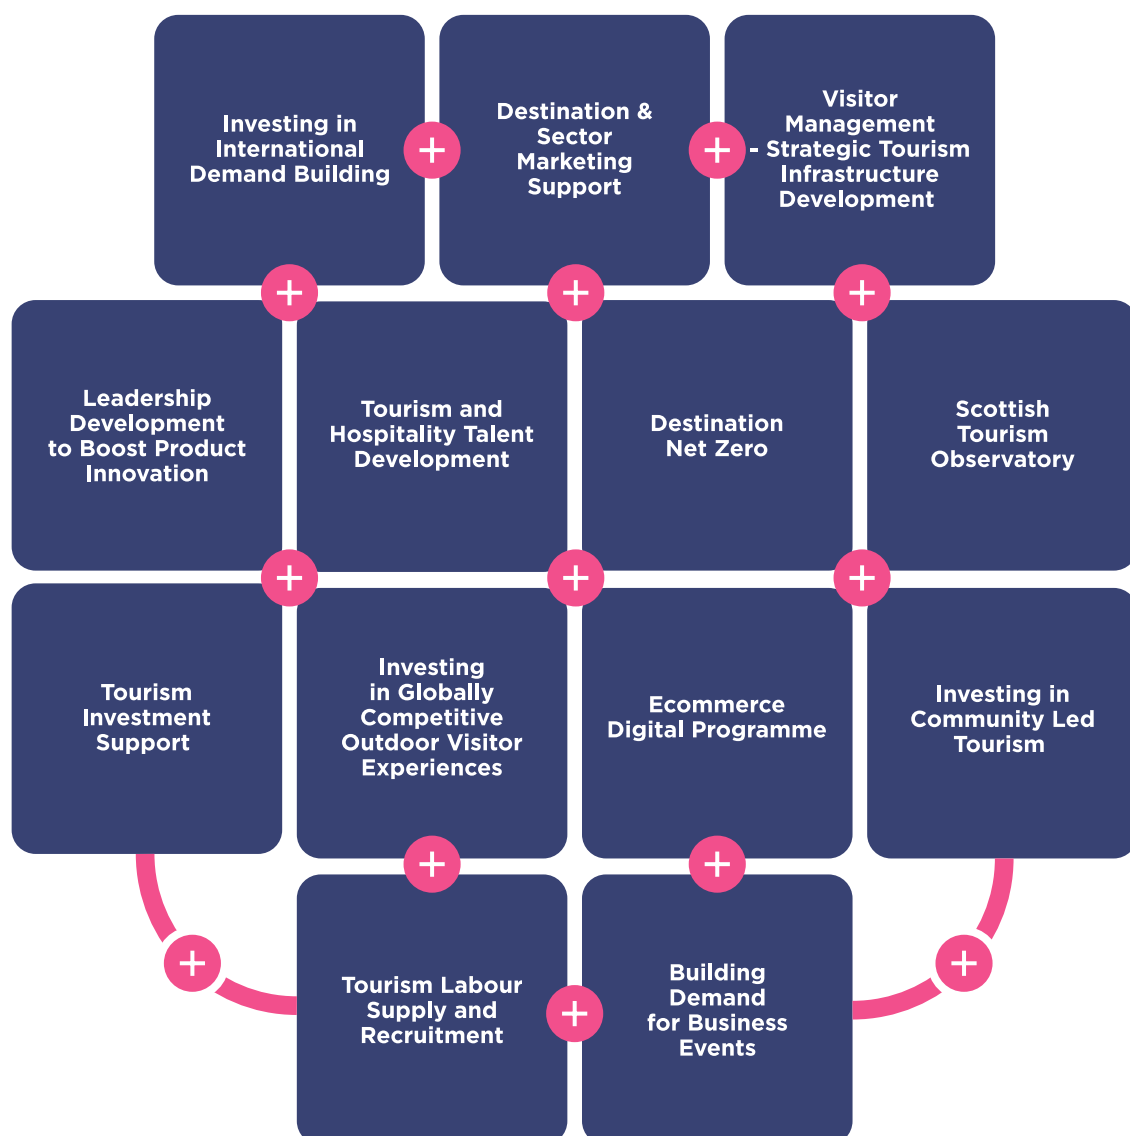 Investing in
International
Demand Building
Destination &
Sector
Marketing
Support
Visitor
Management
- Strategic Tourism
Infrastructure
Development
Leadership
Development
to Boost Product
Innovation
Tourism and
Hospitality Talent
Development
Destination
Net Zero
Scottish
Tourism
Observatory
Tourism
Investment
Support
Investing
in Globally
Competitive
Outdoor Visitor
Experiences
Ecommerce
Digital Programme
Investing in
Community Led
Tourism
Tourism Labour
Supply and
Recruitment
Building
Demand
for Business
Events